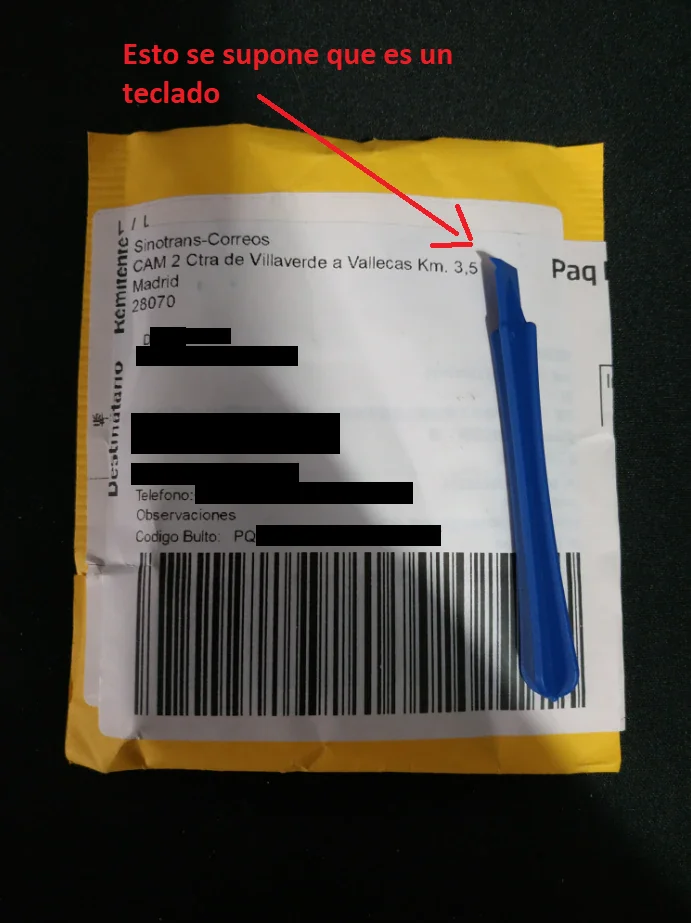 Esto se supone que es un
teclado
Remitente
/ L
Sinotrans-Correos
CAM 2 Ctra de Villaverde a Vallecas Km. 3,5
Madrid
28070
Paq
Destinatario
Telefono:
Observaciones
Codigo Bulto: PQ